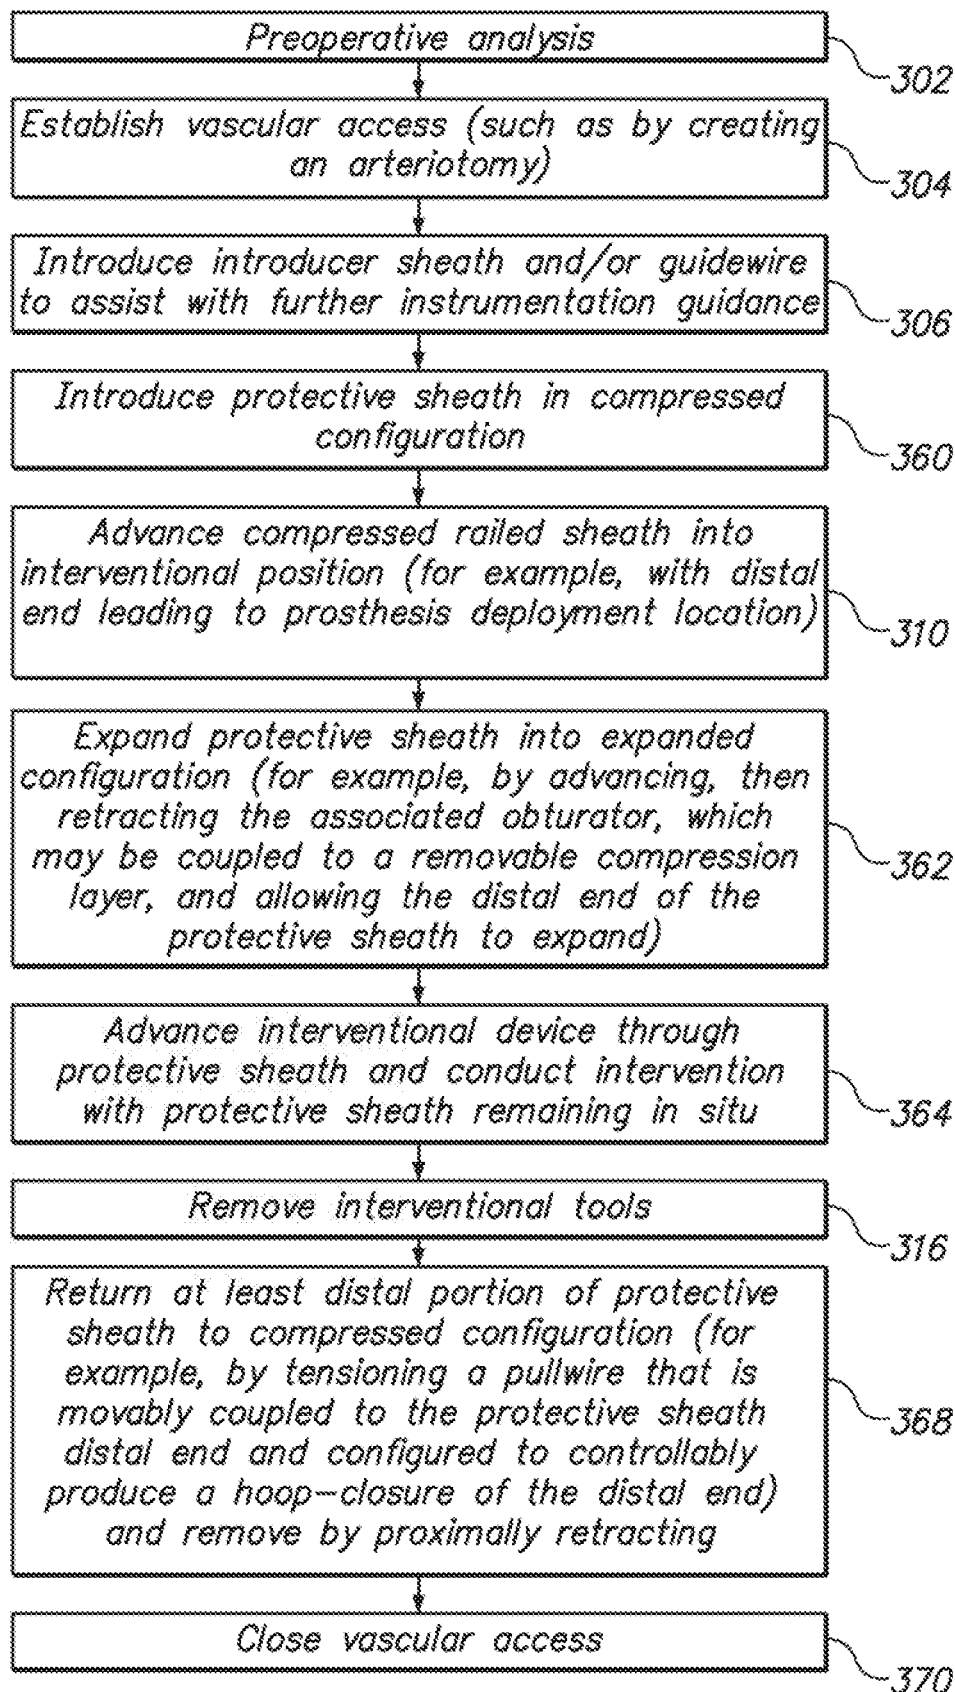 Preoperative analysis
302
Establish vascular access (such as by creating
an arteriotomy)
304
Introduce introducer sheath and/or guidewire
to assist with further instrumentation guidance
306
Introduce protective sheath in compressed
configuration
360
Advance compressed railed sheath into
interventional position (for example, with distal
end leading to prosthesis deployment location)
310
Expand protective sheath into expanded
configuration (for example, by advancing, then
retracting the associated obturator, which
may be coupled to a removable compression
layer, and allowing the distal end of the
protective sheath to expand)
362
Advance interventional device through
protective sheath and conduct intervention
with protective sheath remaining in situ
364
Remove interventional tools
316
Return at least distal portion of protective
sheath to compressed configuration (for
example, by tensioning a pullwire that is
movably coupled to the protective sheath
distal end and configured to controllably
produce a hoop-closure of the distal end)
and remove by proximally retracting
368
Close vascular access
370